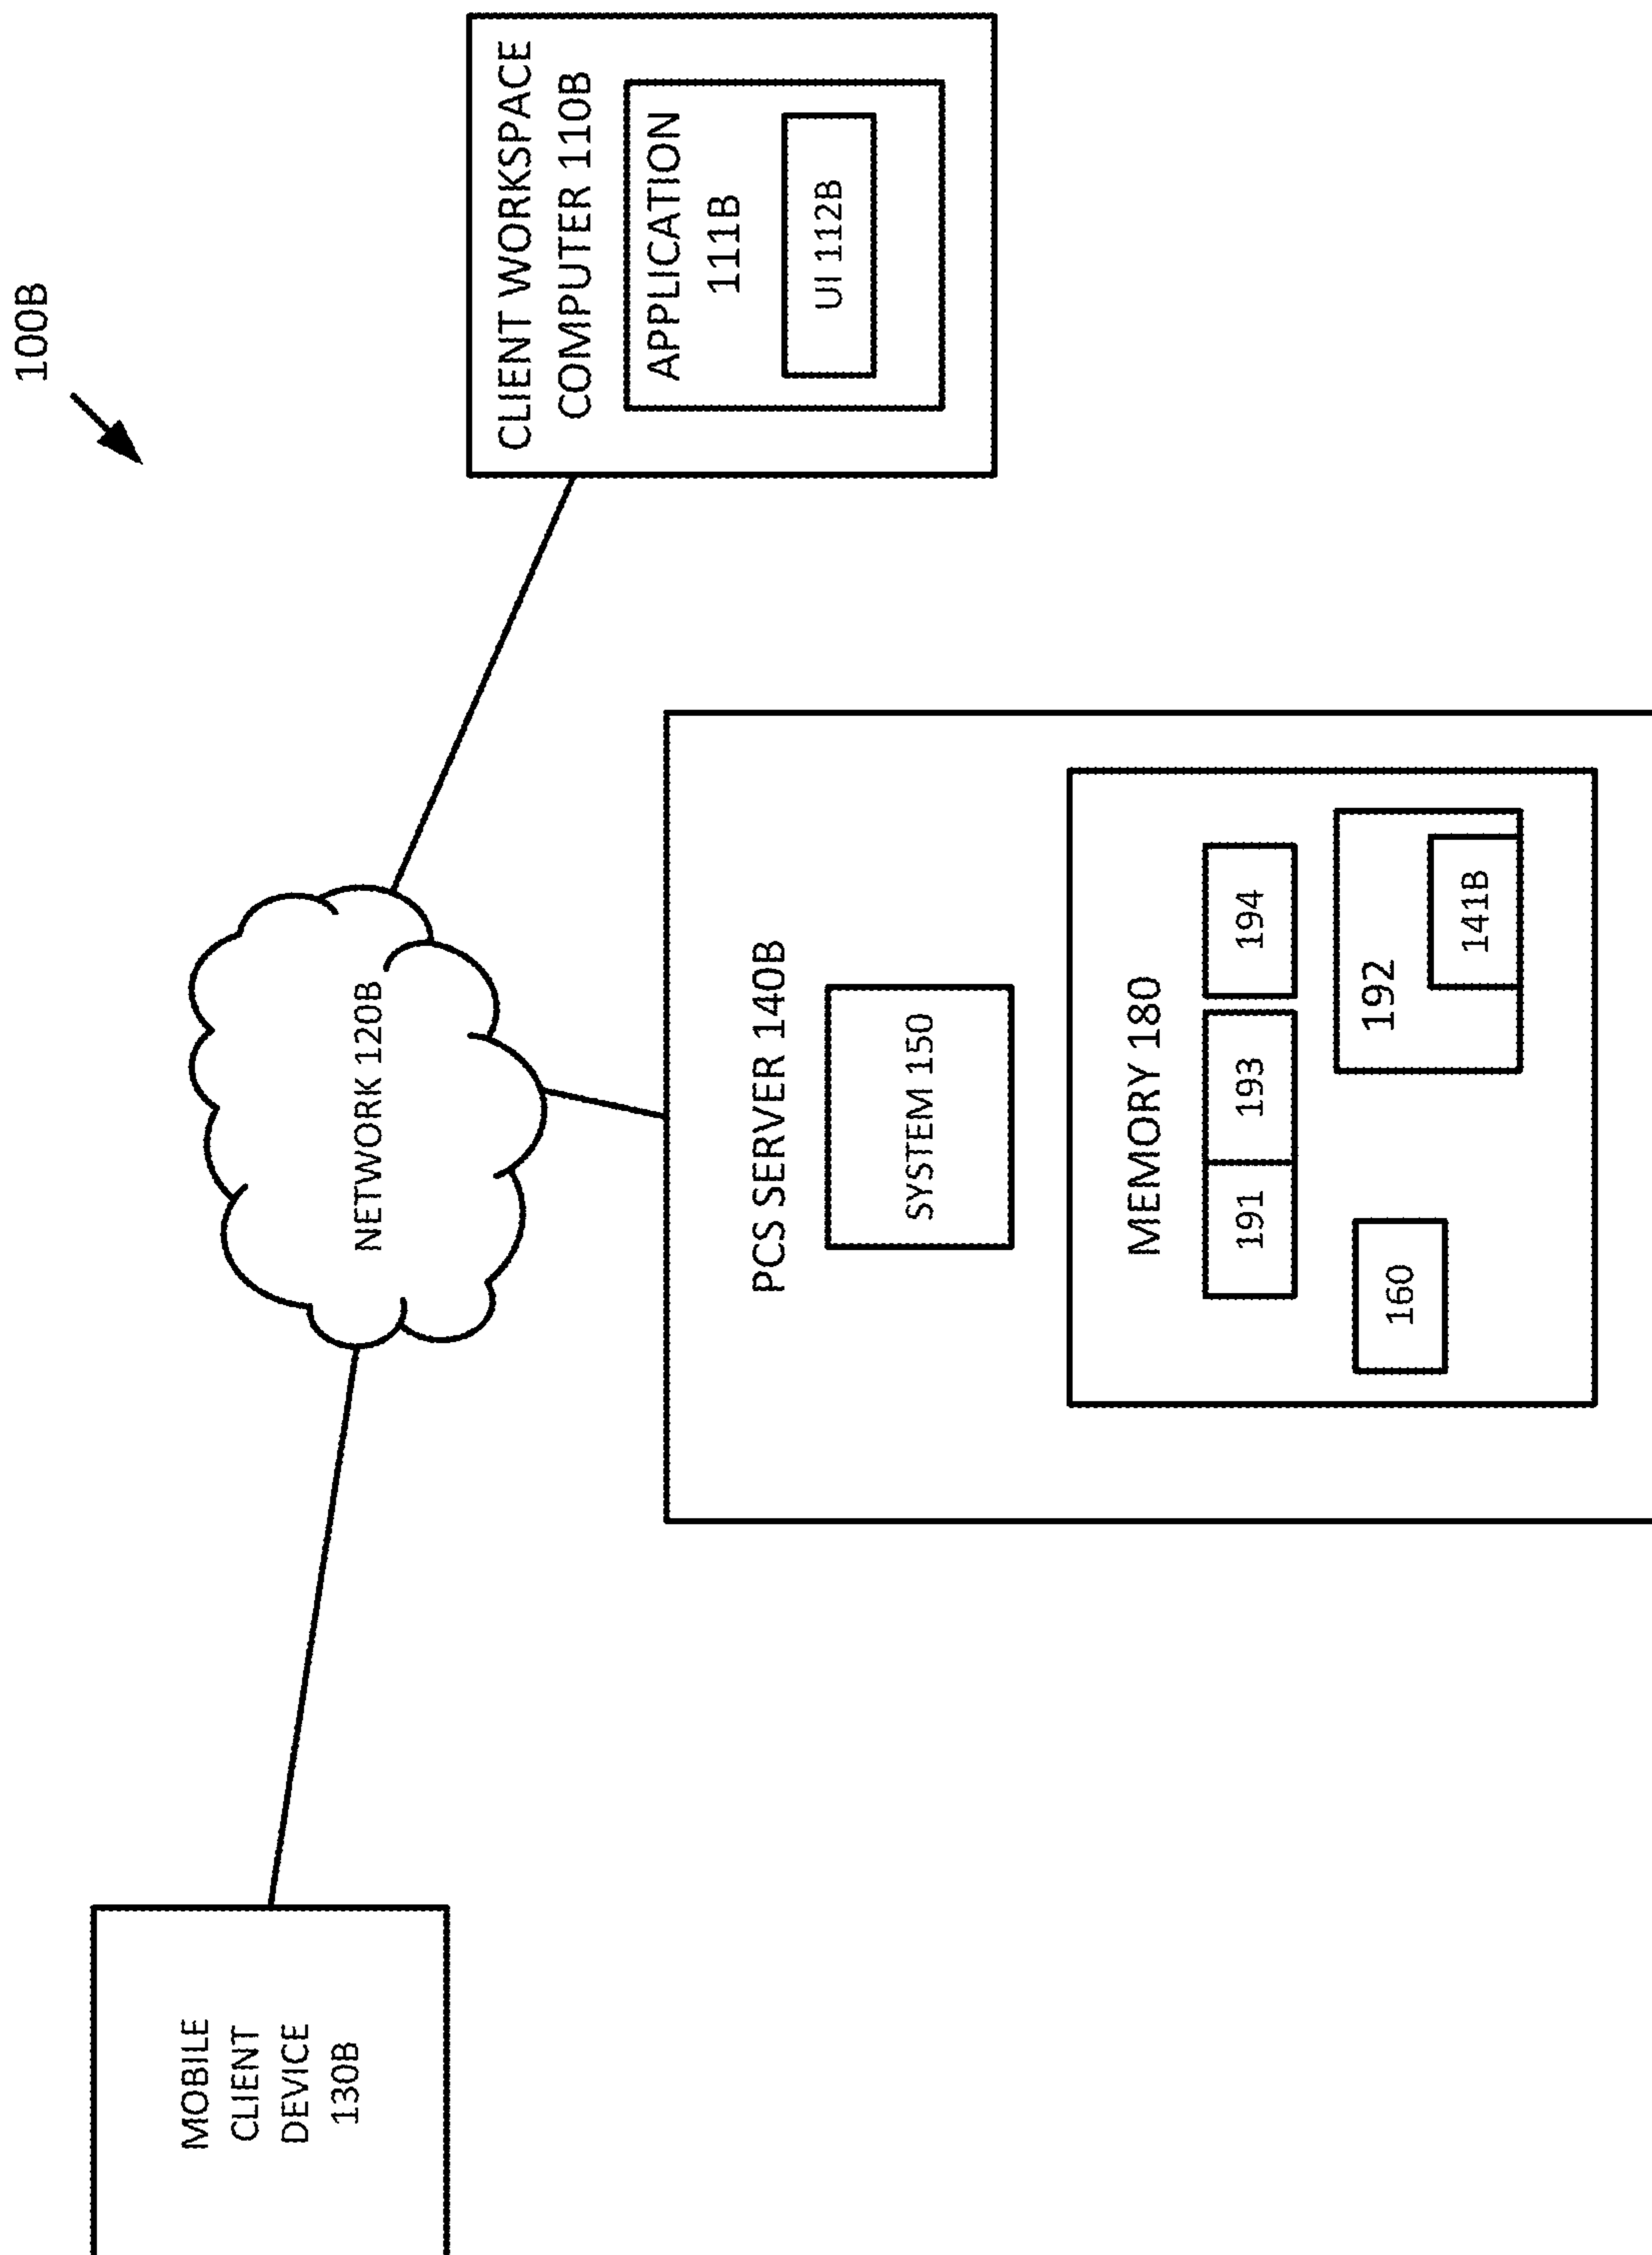 100B
MOBILE
CLIENT
DEVICE
130B
NETWORK 120B
CLIENT WORKSPACE
COMPUTER 110B
APPLICATION
111B
UI 112B
PCS SERVER 140B
SYSTEM 150
MEMORY 180
191
193
194
160
192
141B